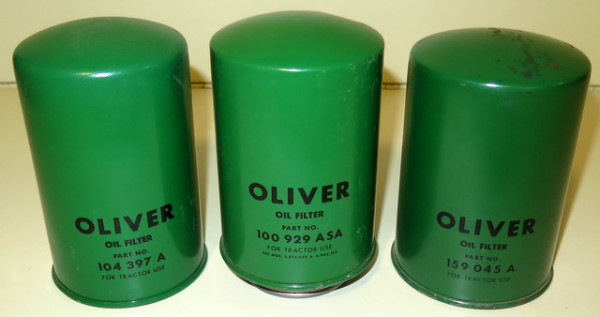 OLIVER
OIL FILTER
PART NO.
104 397 A
FOR TRACTOR USE
OLIVER
OIL FILTER
PART NO.
100 929 ASA
FOR TRACTOR USE
OLIVER
OIL FILTER
PART NO.
159 045 A
FOR TRACTOR USE